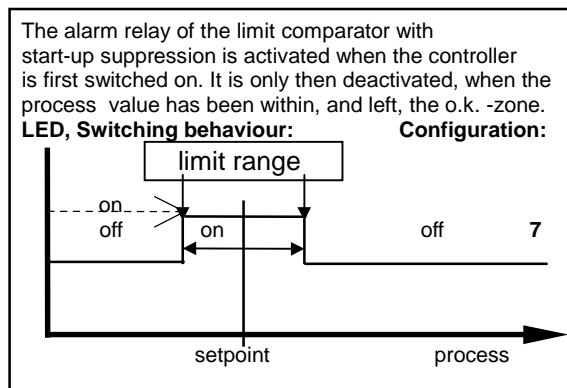 The alarm relay of the limit comparator with
start-up suppression is activated when the controller
is first switched on. It is only then deactivated, when the
process value has been within, and left, the o.k. -zone.
LED, Switching behaviour: Configuration:
limit range
on
off on off 7
setpoint process